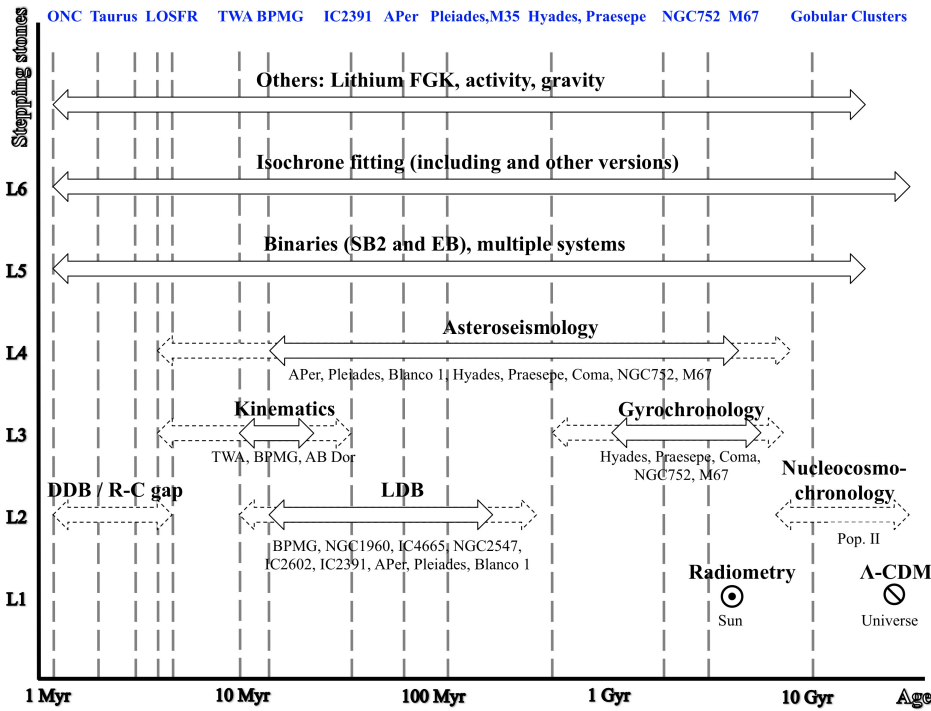 ONC Taurus LOSFR TWA BPMG IC2391 APer Pleiades,M35 Hyades, Praesepe NGC752 M67 Gobular Clusters
Stepping stones
Others: Lithium FGK, activity, gravity
Isochrone fitting (including and other versions)
L6
Binaries (SB2 and EB), multiple systems
L5
Asteroseismology
L4
APer, Pleiades, Blanco 1, Hyades, Praesepe, Coma, NGC752, M67
Kinematics
Gyrochronology
L3
TWA, BPMG, AB Dor
Hyades, Praesepe, Coma,
NGC752, M67
Nucleocosmo-
chronology
DDB / R-C gap
LDB
L2
Pop. II
BPMG, NGC1960, IC4665, NGC2547,
IC2602, IC2391, APer, Pleiades, Blanco 1
Radiometry
Λ-CDM
L1
Sun
Universe
1 Myr 10 Myr 100 Myr 1 Gyr 10 Gyr Age